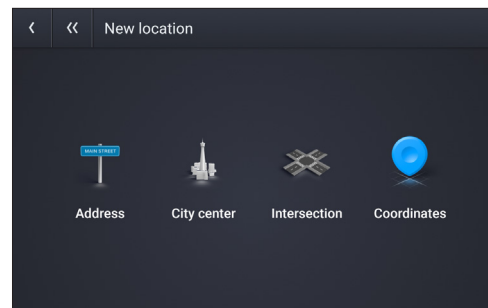 New location
MAIN STREET
Address
City center
Intersection
Coordinates